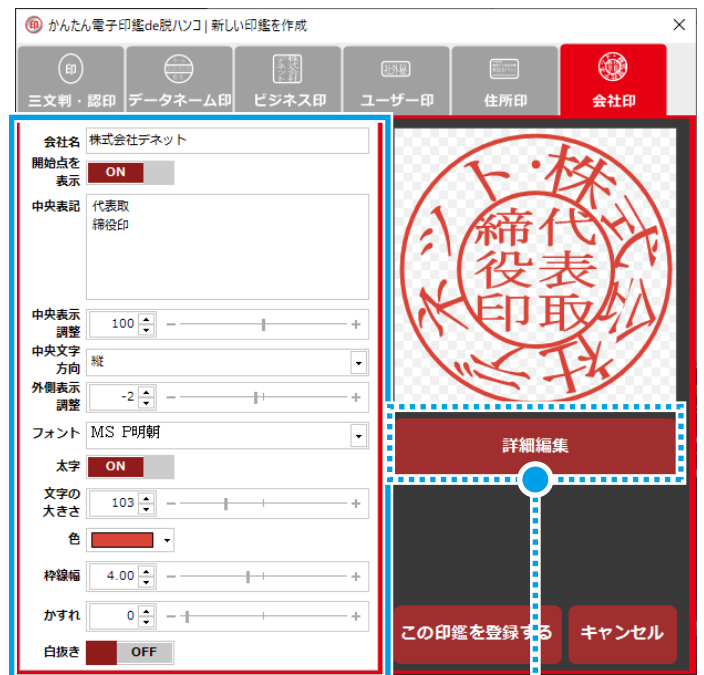 印 かんたん電子印鑑de脱ハンコ | 新しい印鑑を作成
印
社外秘
三文判・認印 データネーム印 ビジネス印 ユーザー印 住所印 会社印
会社名 株式会社デネット
開始点を
表示 ON
中央表記 代表取
締役印
中央表示
調整 100
中央文字
方向 縦
外側表示
調整 -2
フォント MS P明朝
太字 ON
文字の
大きさ 103
色
枠線幅 4.00
かすれ 0
白抜き OFF
・株式会社デネット
代表取
締役印
詳細編集
この印鑑を登録する キャンセル